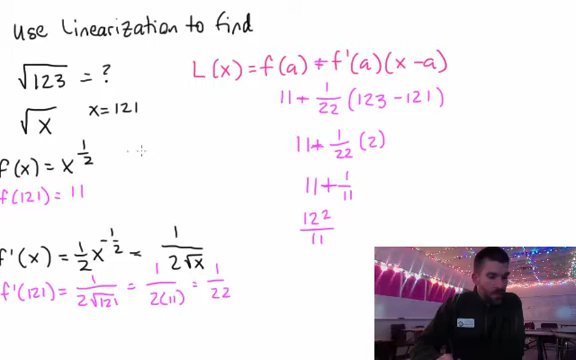 use Linearization to find
√123 = ?
√x x = 121
f(x) = x^(1/2)
f(121) = 11
f'(x) = 1/2 x^(-1/2) = 1/(2√x)
f'(121) = 1/(2√121) = 1/(2(11)) = 1/22
L(x) = f(a) + f'(a)(x - a)
11 + 1/22 (123 - 121)
11 + 1/22 (2)
11 + 1/11
122/11